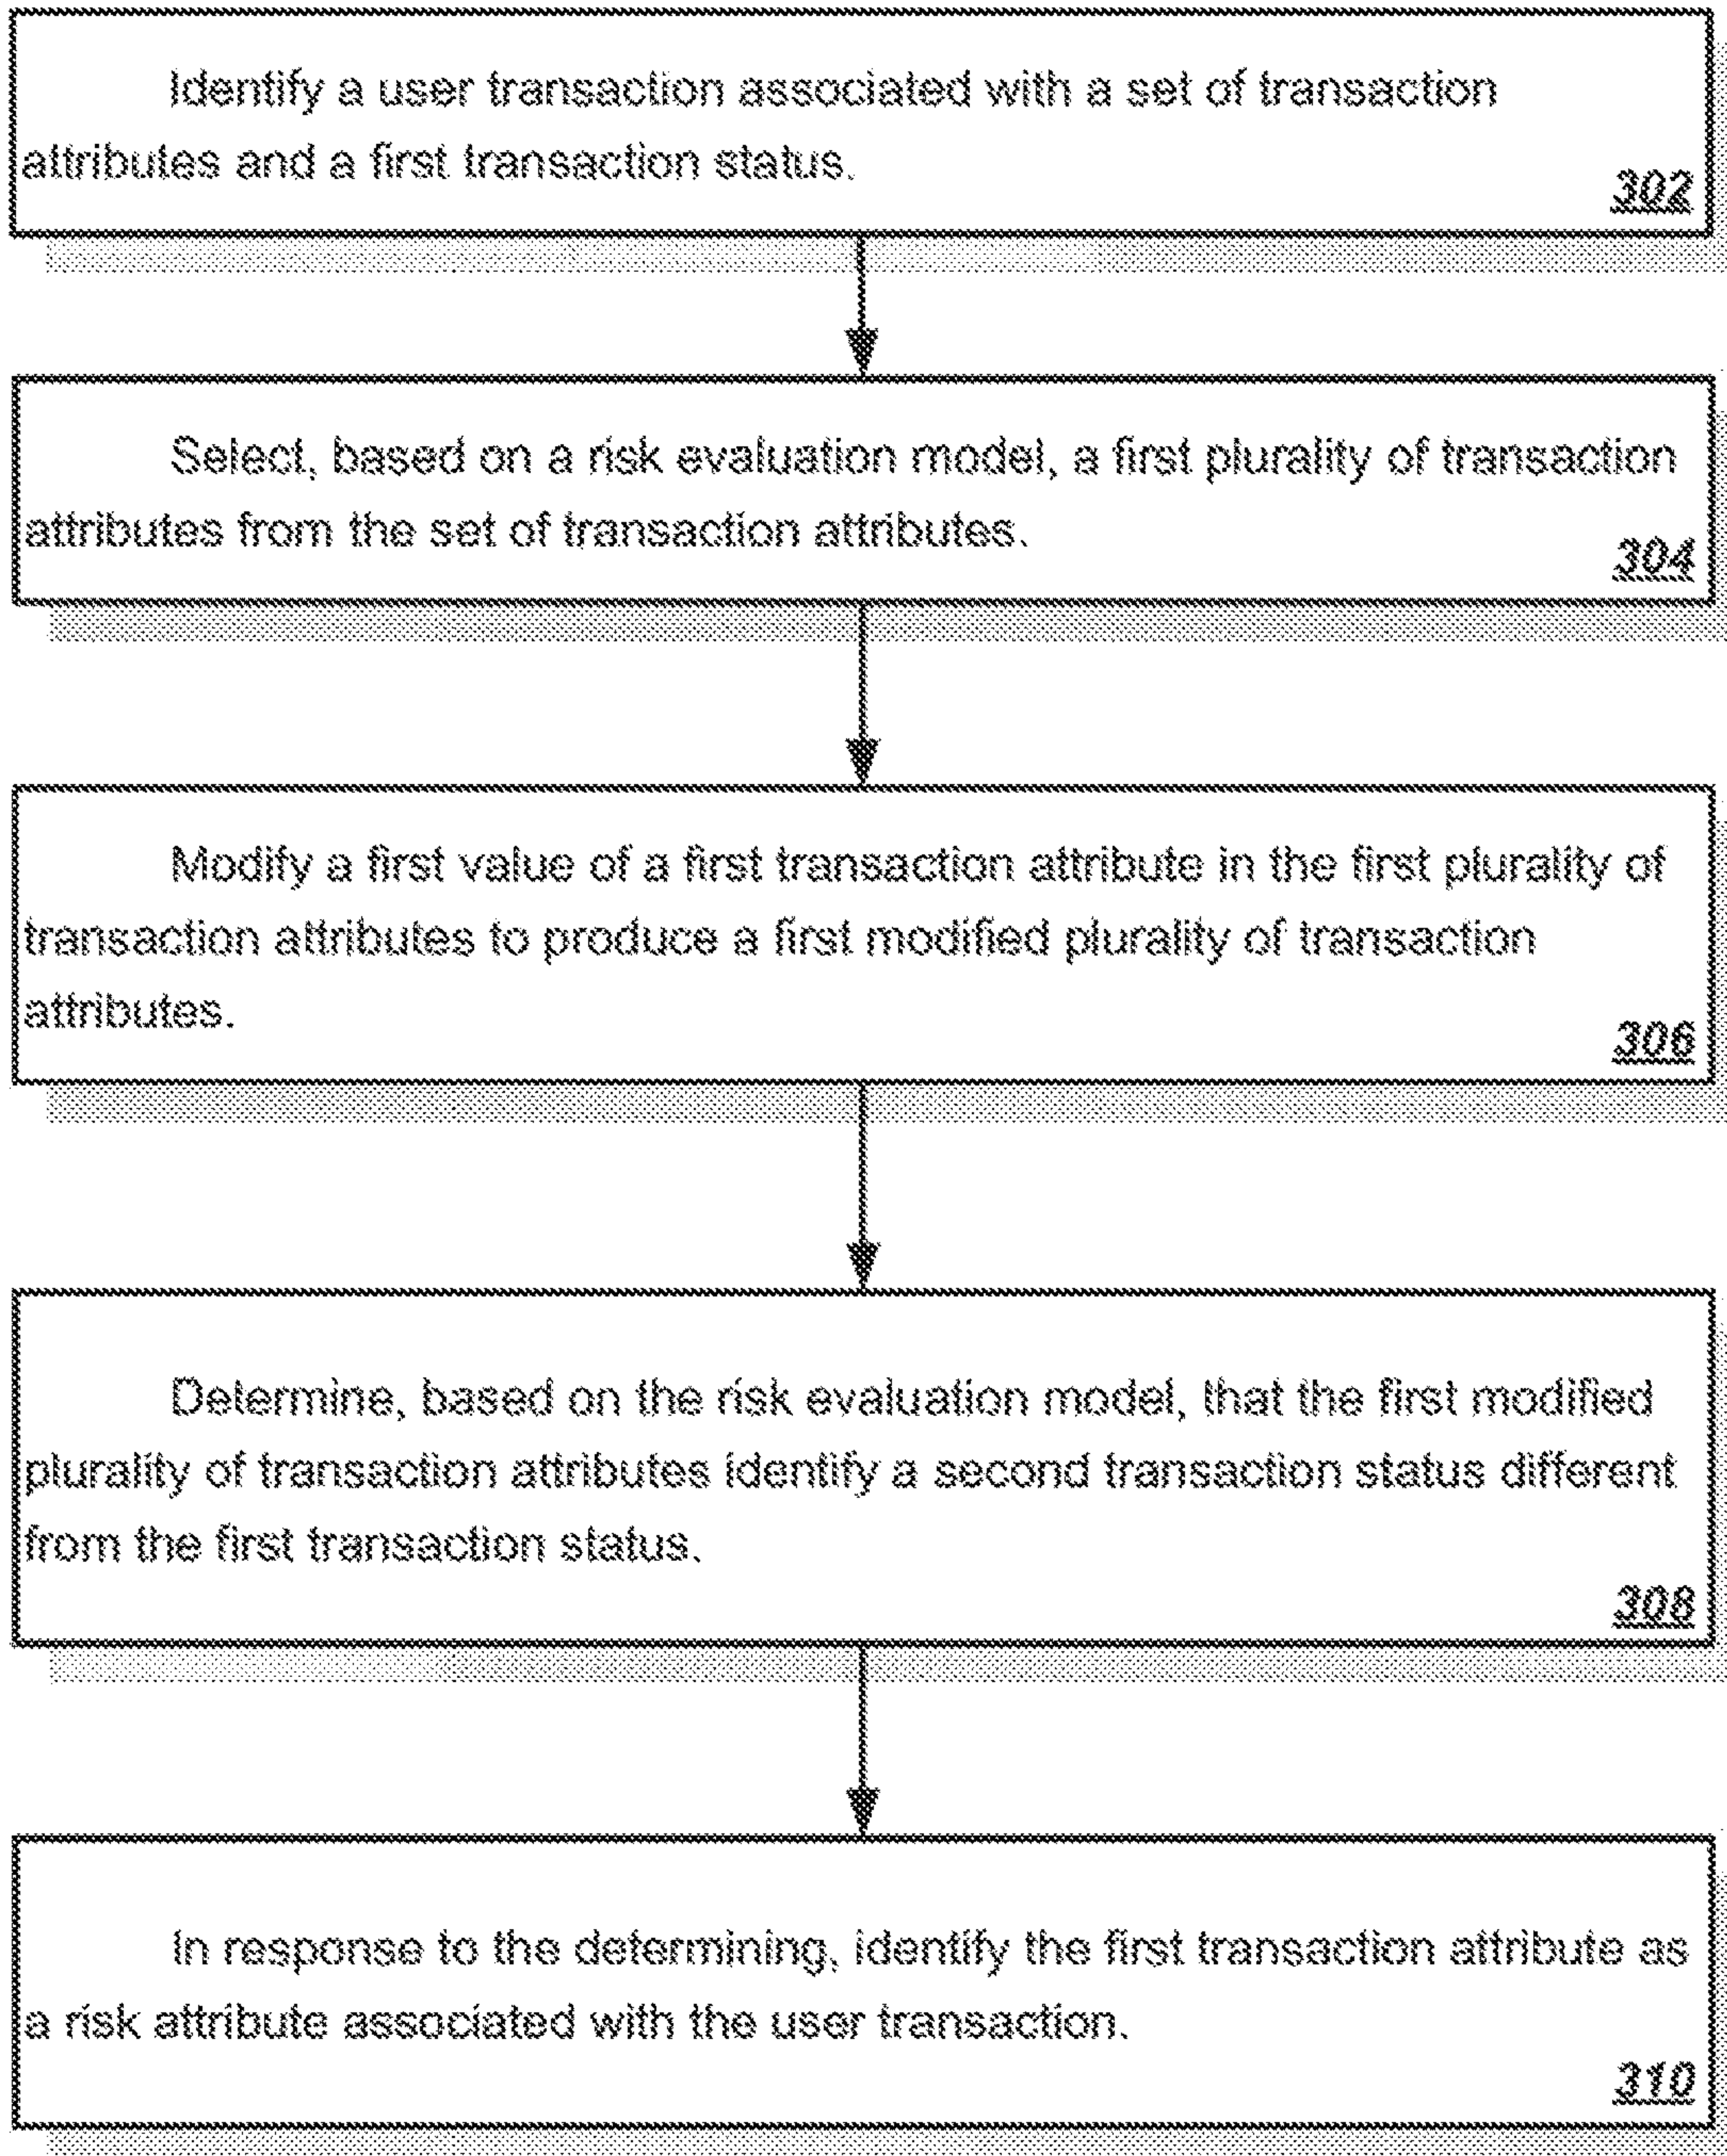 Identify a user transaction associated with a set of transaction
attributes and a first transaction status.
302
Select, based on a risk evaluation model, a first plurality of transaction
attributes from the set of transaction attributes.
304
Modify a first value of a first transaction attribute in the first plurality of
transaction attributes to produce a first modified plurality of transaction
attributes.
306
Determine, based on the risk evaluation model, that the first modified
plurality of transaction attributes identify a second transaction status different
from the first transaction status.
308
In response to the determining, identify the first transaction attribute as
a risk attribute associated with the user transaction.
310